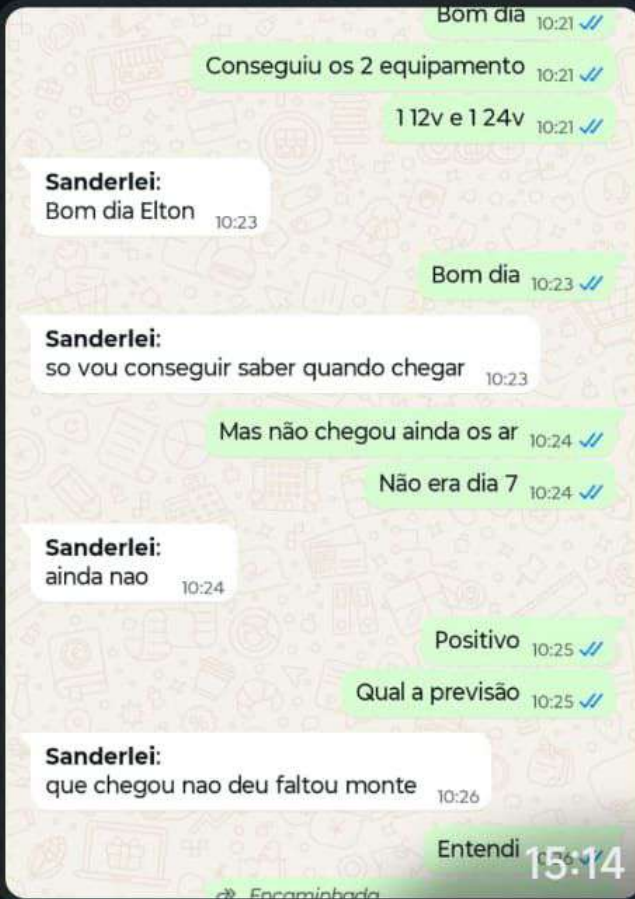 Bom dia 10:21
Conseguiu os 2 equipamento 10:21
1 12v e 1 24v 10:21
Sanderlei:
Bom dia Elton 10:23
Bom dia 10:23
Sanderlei:
so vou conseguir saber quando chegar 10:23
Mas não chegou ainda os ar 10:24
Não era dia 7 10:24
Sanderlei:
ainda nao 10:24
Positivo 10:25
Qual a previsão 10:25
Sanderlei:
que chegou nao deu faltou monte 10:26
Entendi
15:14
Encaminhada